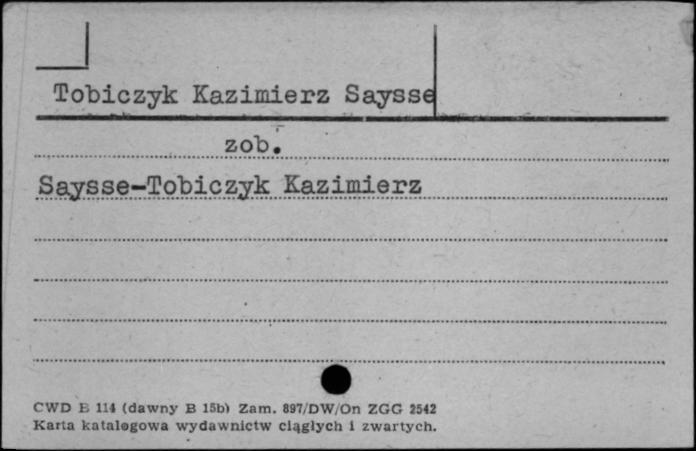 Tobiczyk Kazimierz Saysse
zob.
Saysse-Tobiczyk Kazimierz
CWD B 114 (dawny B 15b) Zam. 897/DW/On ZGG 2542
Karta katalogowa wydawnictw ciągłych i zwartych.